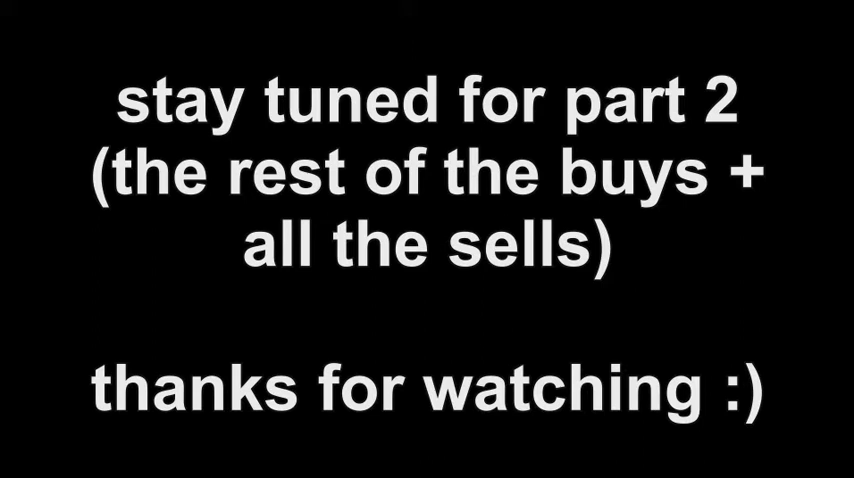 stay tuned for part 2
(the rest of the buys +
all the sells)
thanks for watching :)